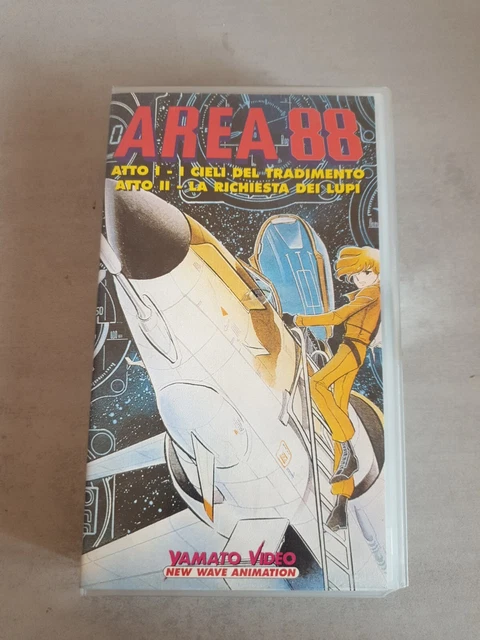 AREA 88
ATTO I - I CIELI DEL TRADIMENTO
ATTO II - LA RICHIESTA DEI LUPI
YAMATO VIDEO
NEW WAVE ANIMATION